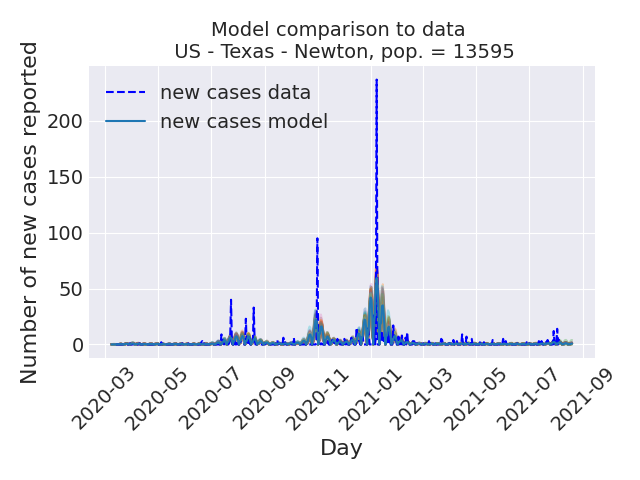 Model comparison to data
US - Texas - Newton, pop. = 13595
Number of new cases reported
200
150
100
50
0
new cases data
new cases model
2020-03
2020-05
2020-07
2020-09
2020-11
2021-01
2021-03
2021-05
2021-07
2021-09
Day